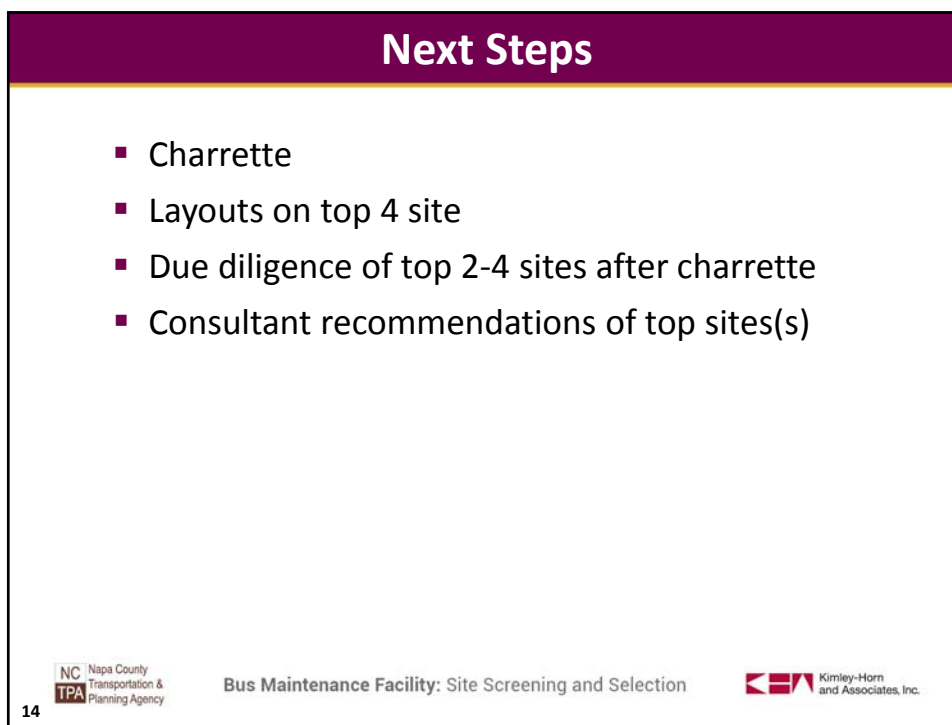 Next Steps
▪ Charrette
▪ Layouts on top 4 site
▪ Due diligence of top 2-4 sites after charrette
▪ Consultant recommendations of top sites(s)
NC TPA
Napa County
Transportation &
Planning Agency
Bus Maintenance Facility: Site Screening and Selection
Kimley-Horn
and Associates, Inc.
14